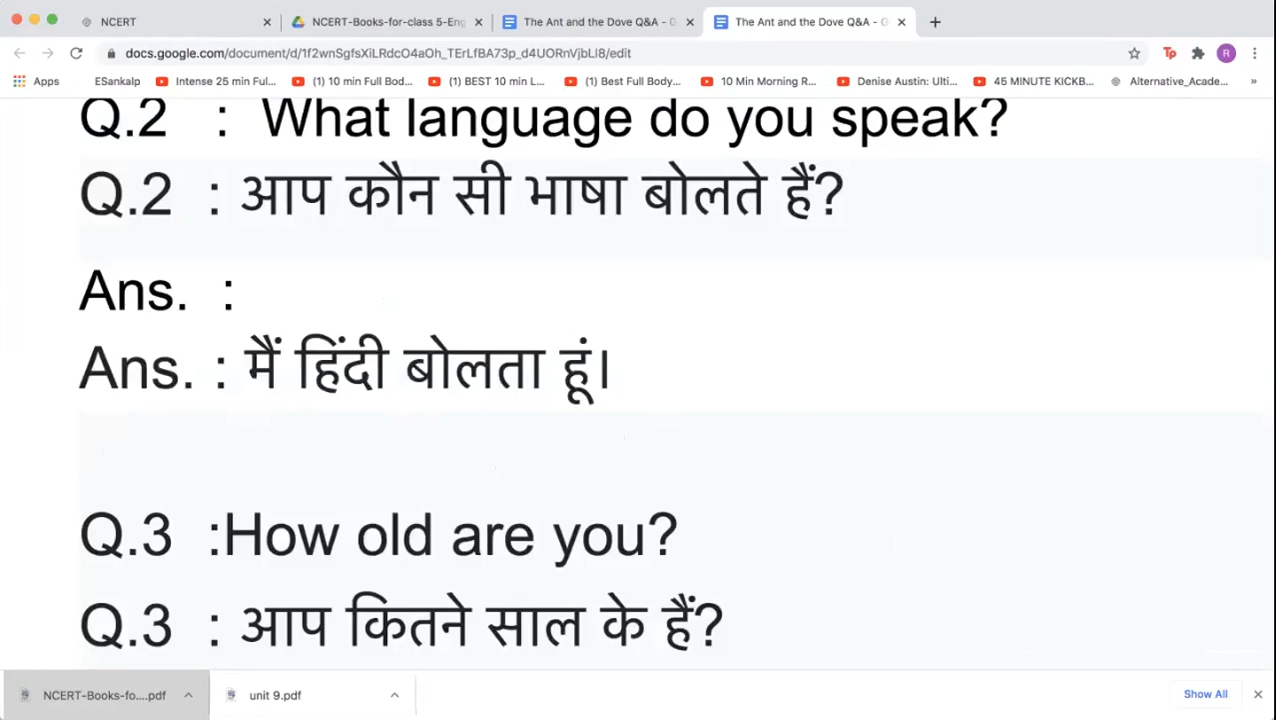 NCERT
NCERT-Books-for-class 5-Eng
The Ant and the Dove Q&A - G
The Ant and the Dove Q&A - G
docs.google.com/document/d/1f2wnSgfsXiLRdcO4aOh_TErLfBA73p_d4UORnVjbLI8/edit
Apps
ESankalp
Intense 25 min Ful...
(1) 10 min Full Bod...
(1) BEST 10 min L...
(1) Best Full Body...
10 Min Morning R...
Denise Austin: Ulti...
45 MINUTE KICKB...
Alternative_Acade...
»
Q.2 : What language do you speak?
Q.2 : आप कौन सी भाषा बोलते हैं?
Ans. :
Ans. : मैं हिंदी बोलता हूं।
Q.3 :How old are you?
Q.3 : आप कितने साल के हैं?
NCERT-Books-fo....pdf
unit 9.pdf
Show All